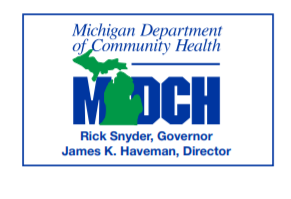 Michigan Department
of Community Health
MDCH
Rick Snyder, Governor
James K. Haveman, Director